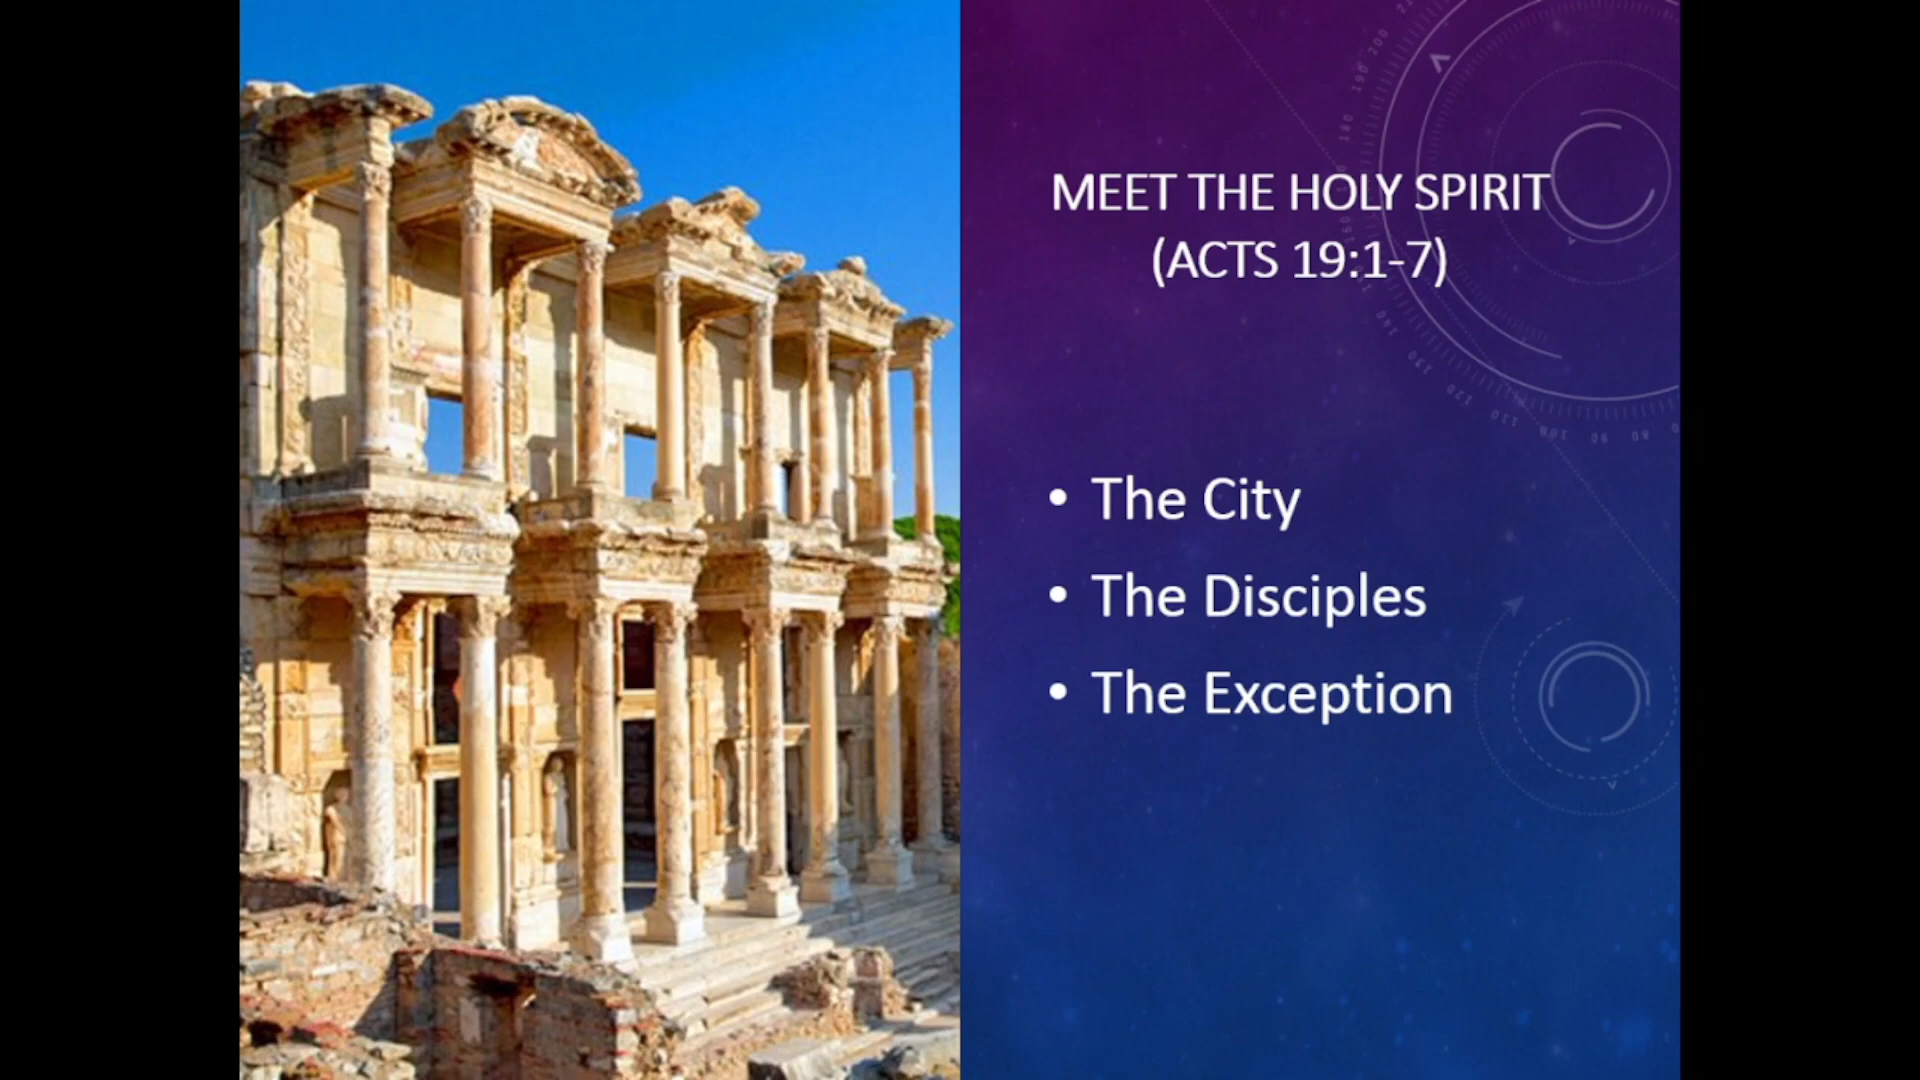 MEET THE HOLY SPIRIT
(ACTS 19:1-7)
• The City
• The Disciples
• The Exception